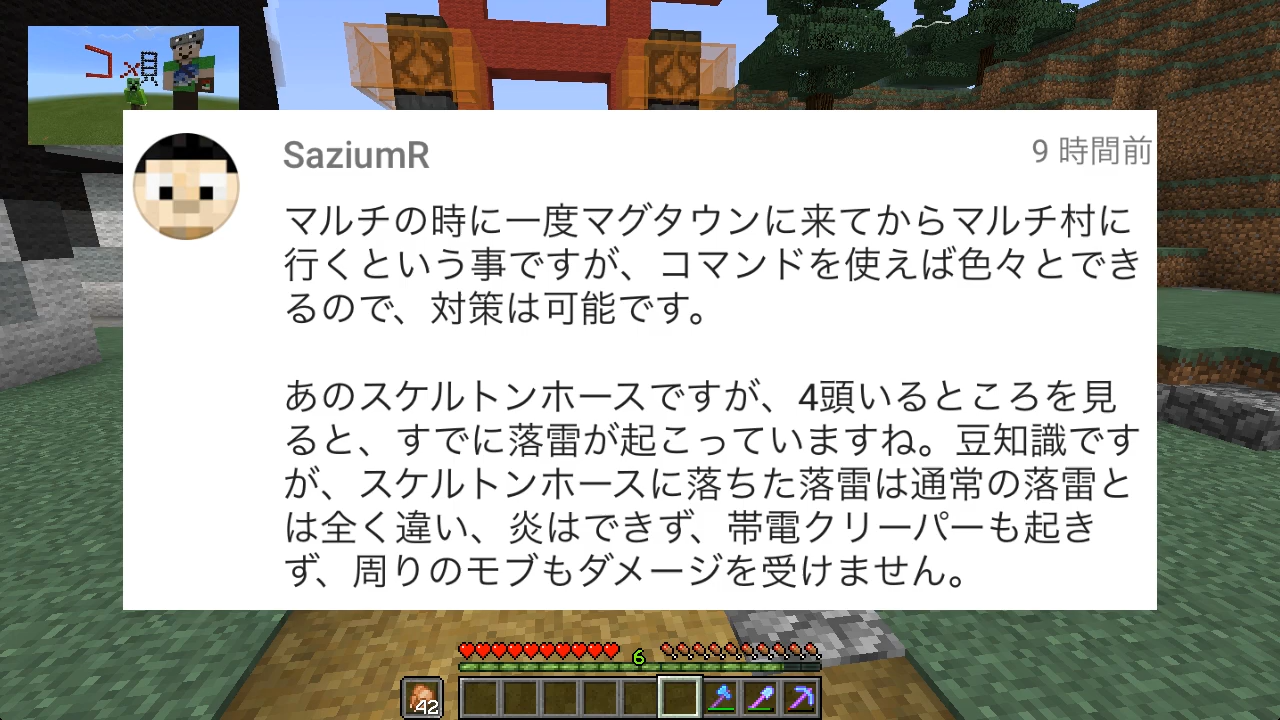 SaziumR
9 時間前
マルチの時に一度マグタウンに来てからマルチ村に
行くという事ですが、コマンドを使えば色々とでき
るので、対策は可能です。
あのスケルトンホースですが、4頭いるところを見
ると、すでに落雷が起こっていますね。豆知識です
が、スケルトンホースに落ちた落雷は通常の落雷と
は全く違い、炎はできず、帯電クリーパーも起き
ず、周りのモブもダメージを受けません。
6
42